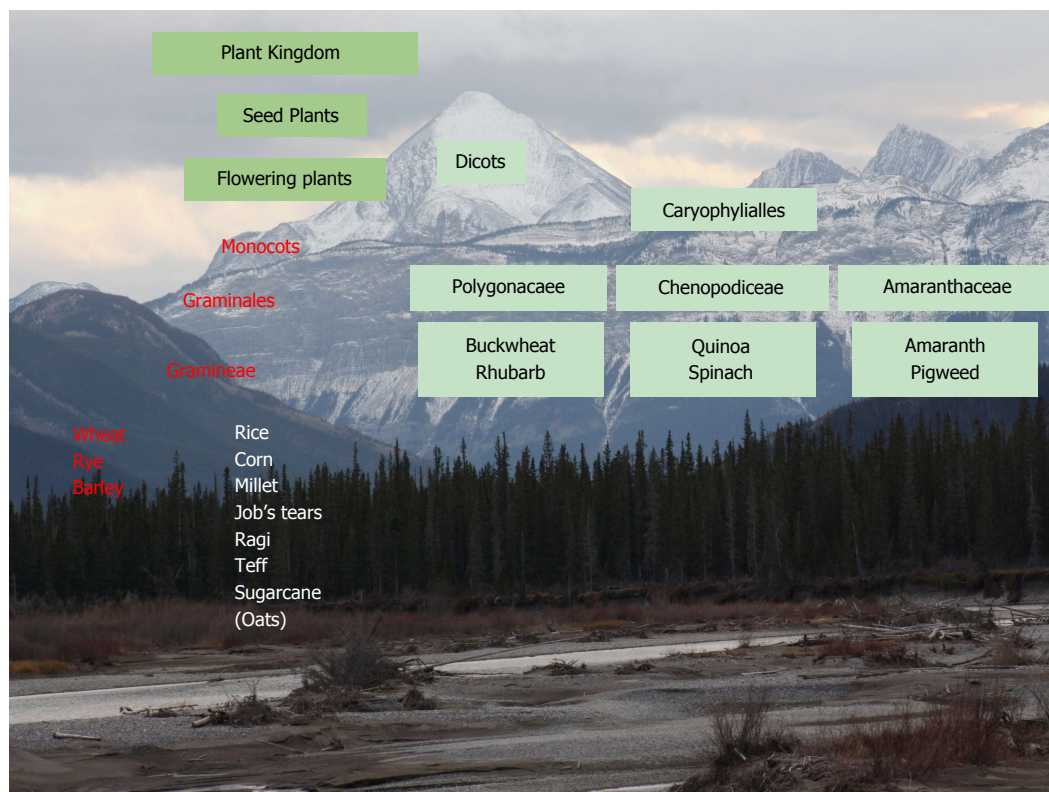 Plant Kingdom
Seed Plants
Flowering plants
Dicots
Caryophylialles
Monocots
Graminales
Polygonacaee
Chenopodiceae
Amaranthaceae
Gramineae
Buckwheat
Rhubarb
Quinoa
Spinach
Amaranth
Pigweed
Wheat
Rye
Barley
Rice
Corn
Millet
Job’s tears
Ragi
Teff
Sugarcane
(Oats)